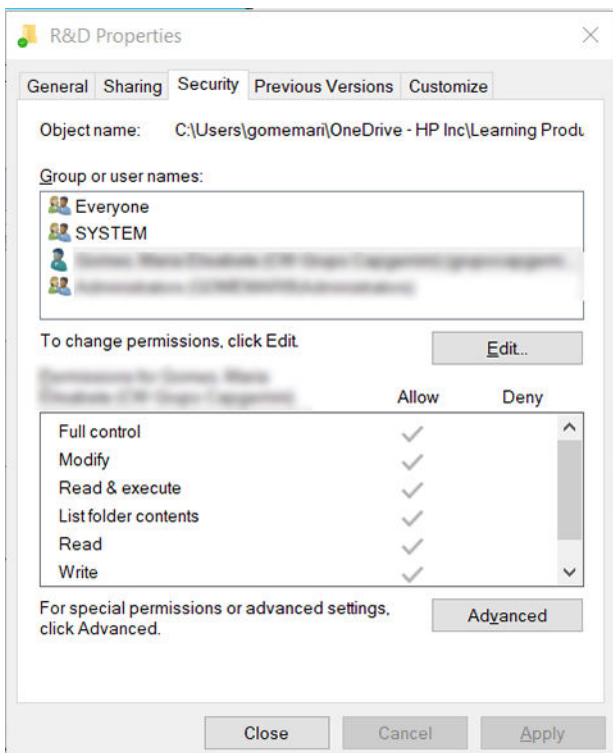 R&D Properties
General Sharing Security Previous Versions Customize
Object name: C:\Users\gomemari\OneDrive - HP Inc\Learning Produ
Group or user names:
Everyone
SYSTEM
To change permissions, click Edit.
Edit...
Allow Deny
Full control
Modify
Read & execute
List folder contents
Read
Write
For special permissions or advanced settings,
click Advanced.
Advanced
Close Cancel Apply